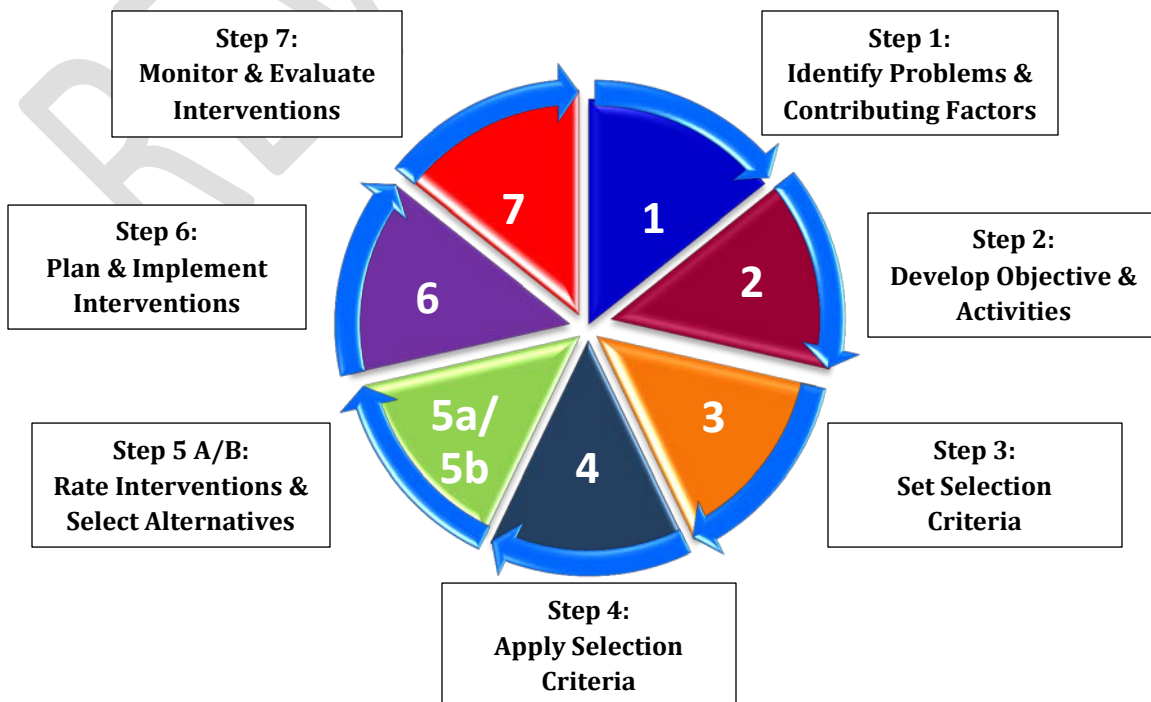 Step 7:
Monitor & Evaluate
Interventions
Step 1:
Identify Problems &
Contributing Factors
7
1
Step 6:
Plan & Implement
Interventions
6
2
Step 2:
Develop Objective &
Activities
5a/
5b
4
3
Step 5 A/B:
Rate Interventions &
Select Alternatives
Step 3:
Set Selection
Criteria
Step 4:
Apply Selection
Criteria